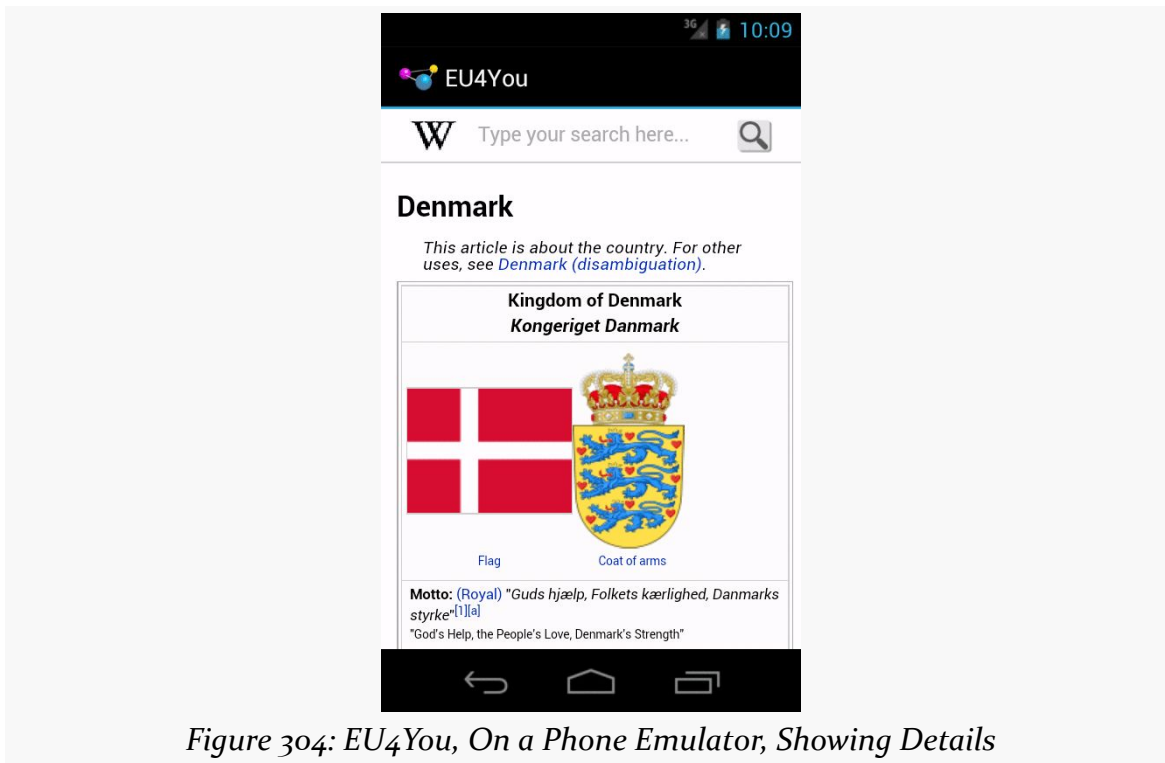 3G 10:09
EU4You
W Type your search here...
Denmark
This article is about the country. For other
uses, see Denmark (disambiguation).
Kingdom of Denmark
Kongeriget Danmark
Flag Coat of arms
Motto: (Royal) "Guds hjælp, Folkets kærlighed, Danmarks
styrke"[1][a]
"God's Help, the People's Love, Denmark's Strength"
Figure 304: EU4You, On a Phone Emulator, Showing Details